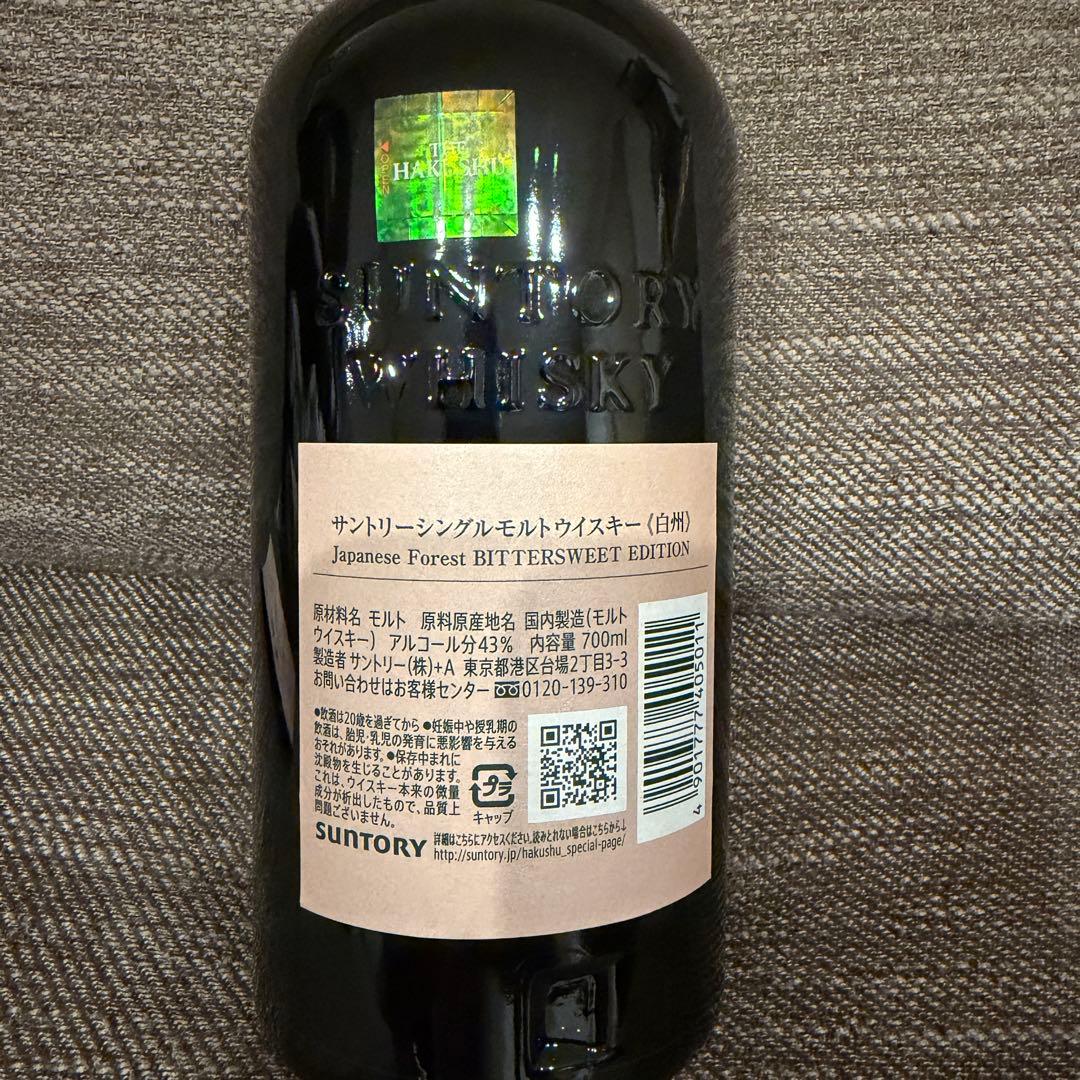 THE
HAKUSHU
OPEN
SUNTORY
WHISKY
サントリーシングルモルトウイスキー《白州》
Japanese Forest BITTERSWEET EDITION
原材料名 モルト 原料原産地名 国内製造(モルト
ウイスキー) アルコール分43% 内容量 700ml
製造者 サントリー(株)+A 東京都港区台場2丁目3-3
お問い合わせはお客様センター 0120-139-310
●飲酒は20歳を過ぎてから ●妊娠中や授乳期の
飲酒は、胎児・乳児の発育に悪影響を与える
おそれがあります。●保存中まれに
沈殿物を生じることがあります。
これは、ウイスキー本来の微量
成分が析出したもので、品質上
問題ございません。
プラ
キャップ
SUNTORY
詳細はこちらにアクセスください。読みとれない場合はこちらから↓
http://suntory.jp/hakushu_special-page/
4 901777 405011